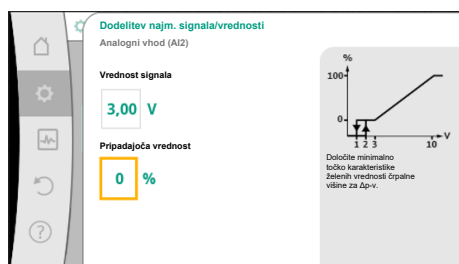 Dodelitev najm. signala/vrednosti
Analogni vhod (AI2)
Vrednost signala
3,00 V
Pripadajoča vrednost
0 %
%
100
0
1 2 3 10 V
Določite minimalno
točko karakteristike
želenih vrednosti črpalne
višine za Δp-v.
?